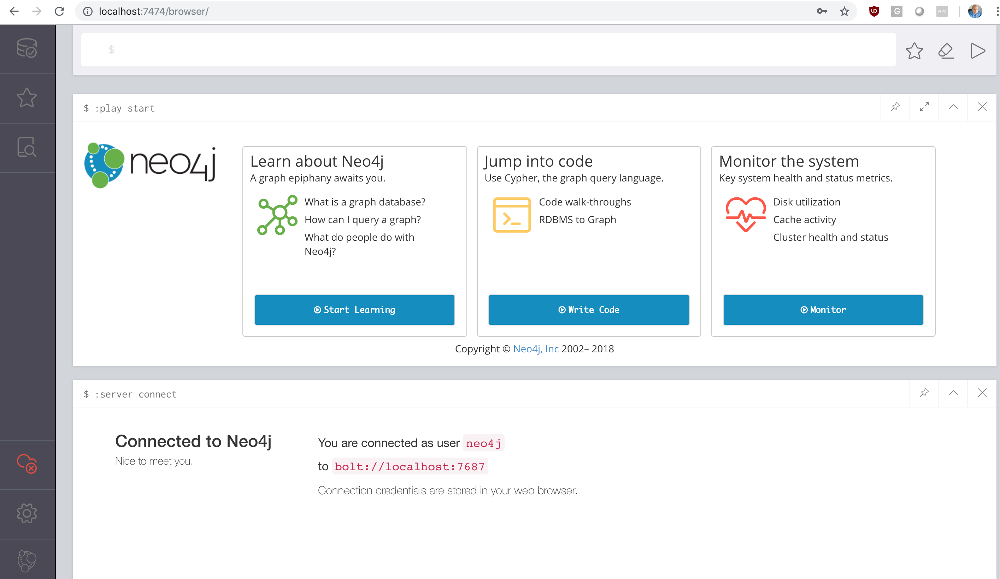 localhost:7474/browser/
$
$ :play start
neo4j
Learn about Neo4j
A graph epiphany awaits you.
What is a graph database?
How can I query a graph?
What do people do with
Neo4j?
Start Learning
Jump into code
Use Cypher, the graph query language.
Code walk-throughs
RDBMS to Graph
Write Code
Monitor the system
Key system health and status metrics.
Disk utilization
Cache activity
Cluster health and status
Monitor
Copyright © Neo4j, Inc 2002– 2018
$ :server connect
Connected to Neo4j
Nice to meet you.
You are connected as user neo4j
to bolt://localhost:7687
Connection credentials are stored in your web browser.